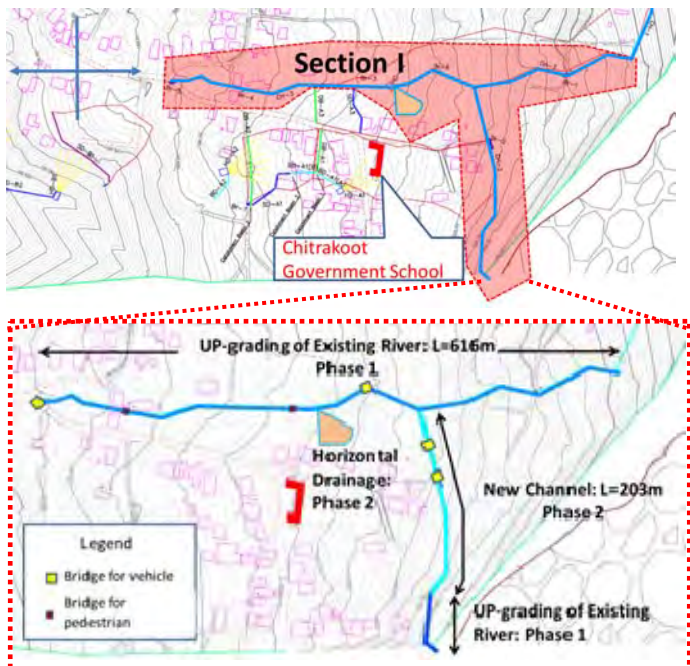 Section I
Chitrakoot
Government School
UP-grading of Existing River: L=616m
Phase 1
Horizontal
Drainage:
Phase 2
New Channel: L=203m
Phase 2
Legend
Bridge for vehicle
Bridge for
pedestrian
UP-grading of Existing
River: Phase 1